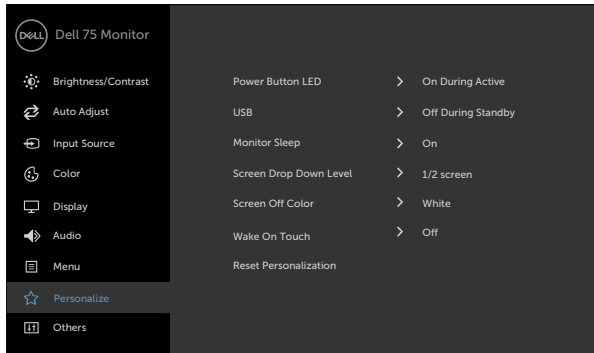 DELL Dell 75 Monitor
Brightness/Contrast
Auto Adjust
Input Source
Color
Display
Audio
Menu
Personalize
Others
Power Button LED > On During Active
USB > Off During Standby
Monitor Sleep > On
Screen Drop Down Level > 1/2 screen
Screen Off Color > White
Wake On Touch > Off
Reset Personalization